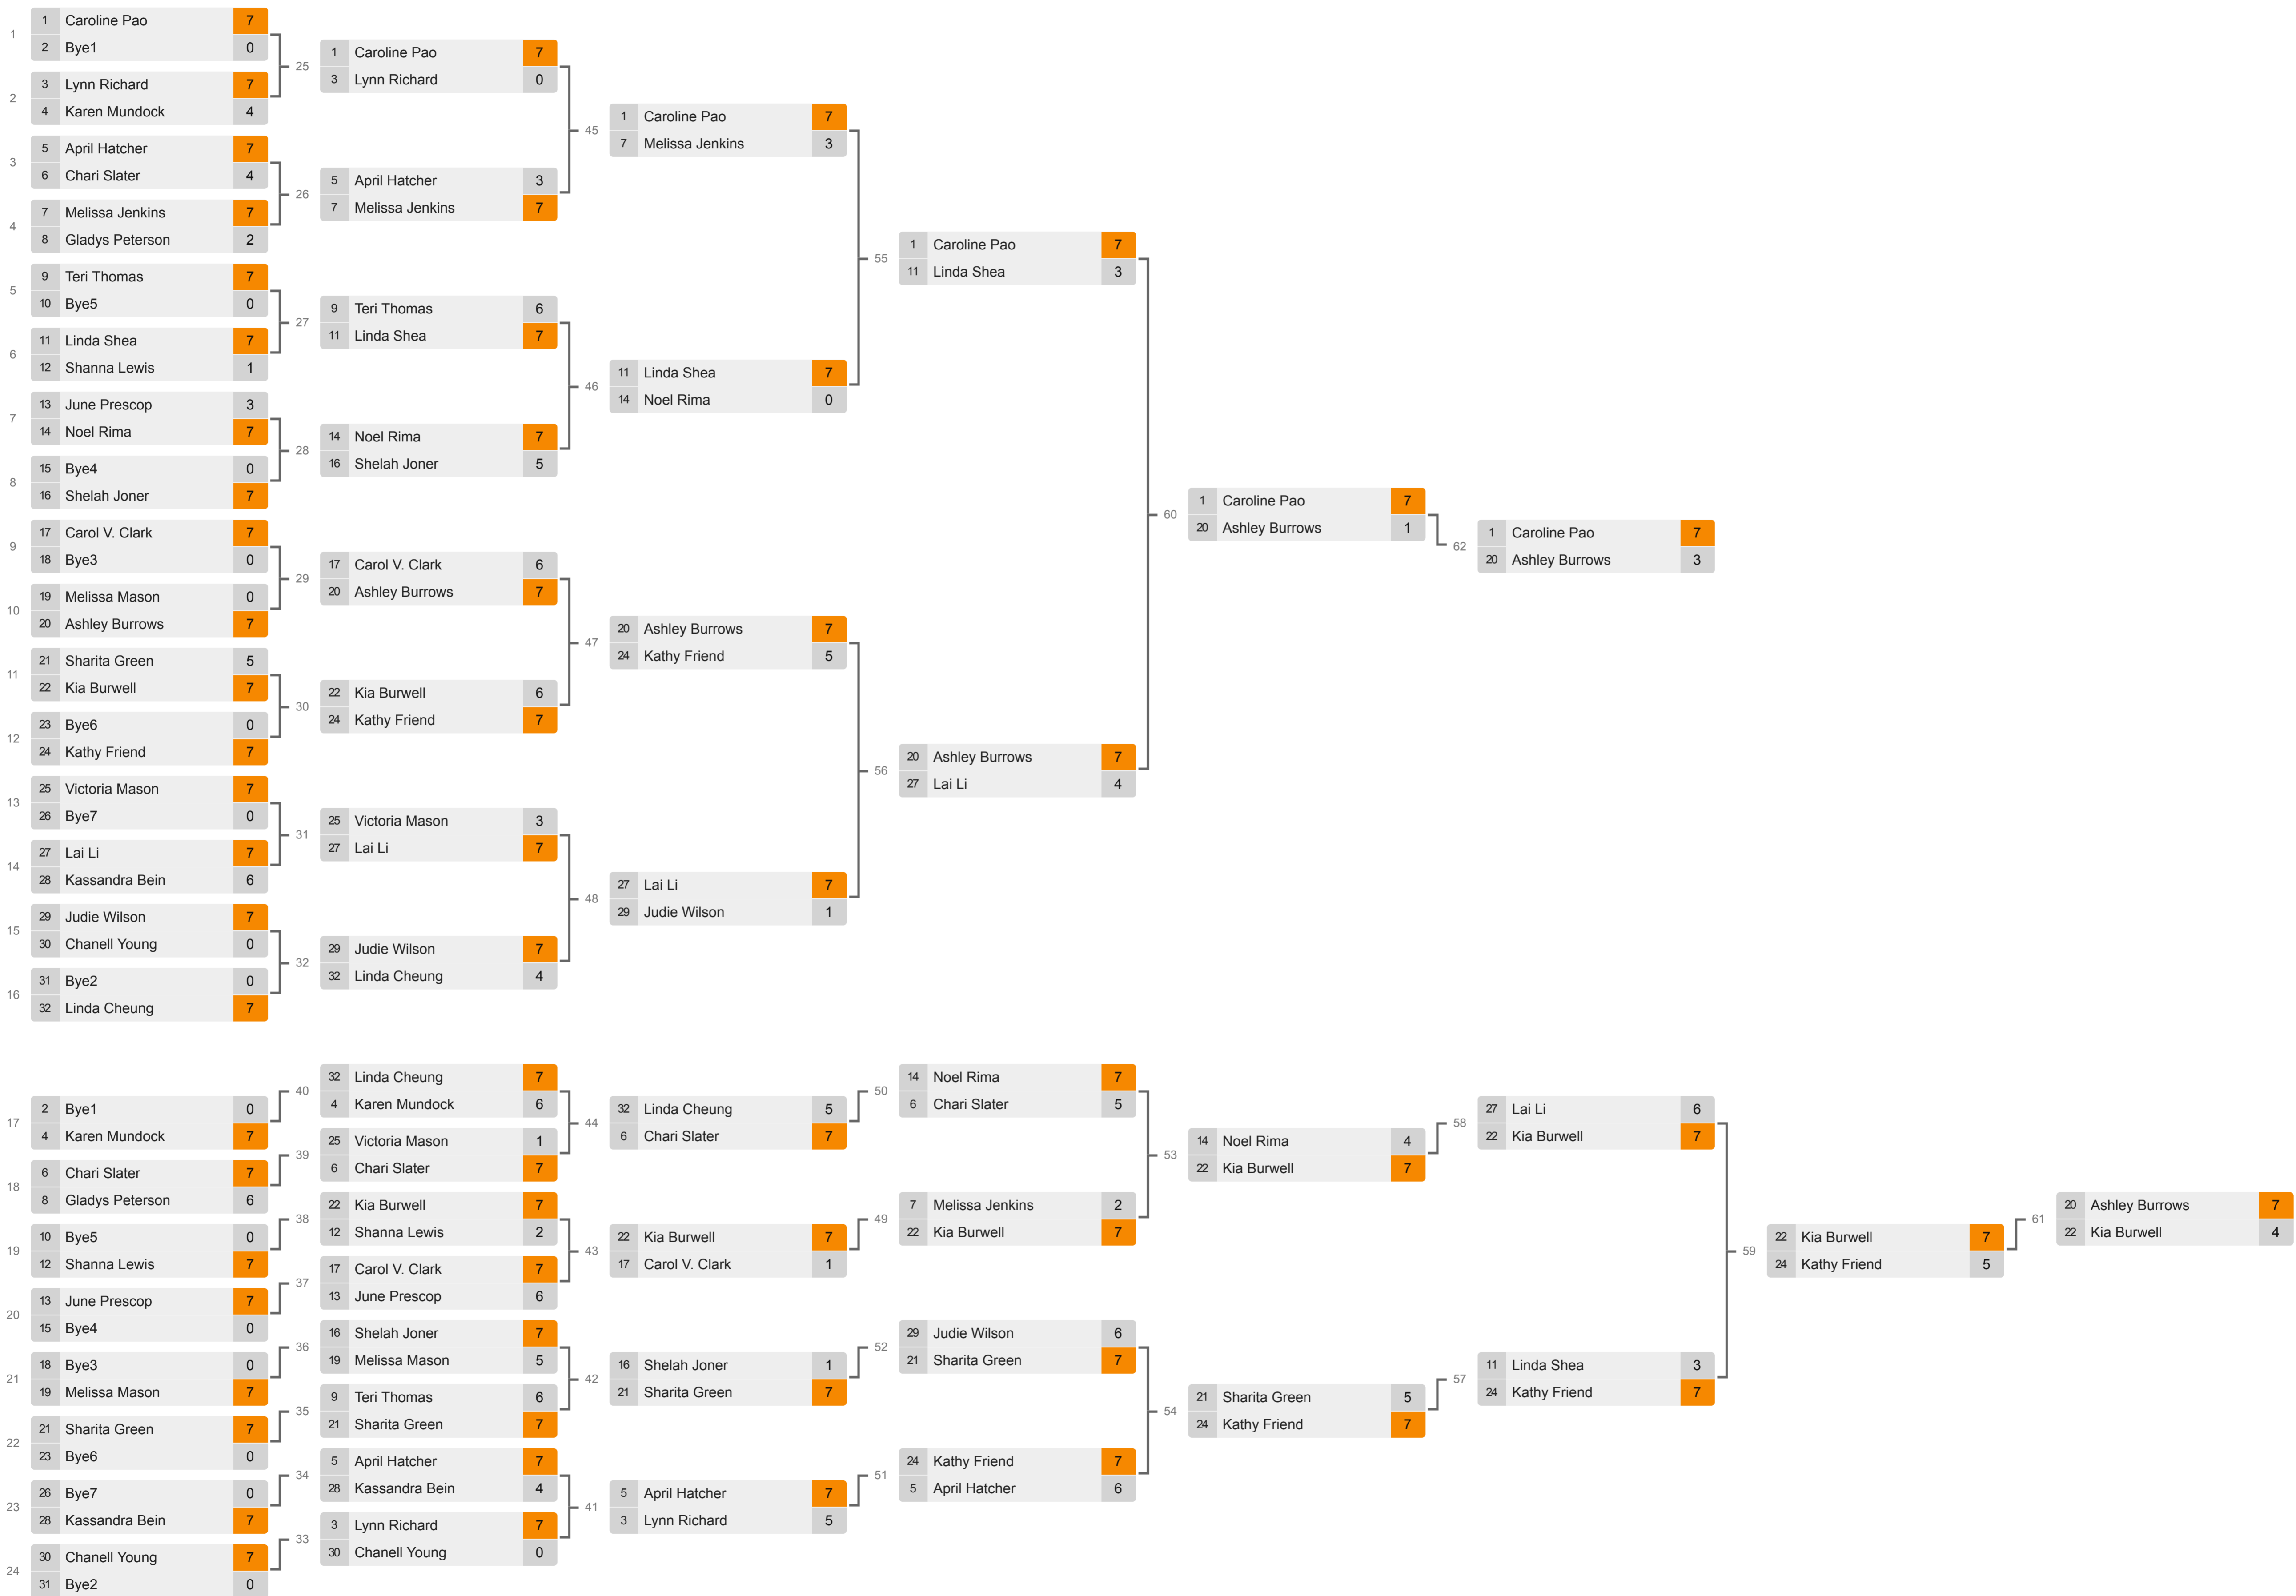 1
1 Caroline Pao 7
2 Bye1 0
2
3 Lynn Richard 7
4 Karen Mundock 4
3
5 April Hatcher 7
6 Chari Slater 4
4
7 Melissa Jenkins 7
8 Gladys Peterson 2
5
9 Teri Thomas 7
10 Bye5 0
6
11 Linda Shea 7
12 Shanna Lewis 1
7
13 June Prescop 3
14 Noel Rima 7
8
15 Bye4 0
16 Shelah Joner 7
9
17 Carol V. Clark 7
18 Bye3 0
10
19 Melissa Mason 0
20 Ashley Burrows 7
11
21 Sharita Green 5
22 Kia Burwell 7
12
23 Bye6 0
24 Kathy Friend 7
13
25 Victoria Mason 7
26 Bye7 0
14
27 Lai Li 7
28 Kassandra Bein 6
15
29 Judie Wilson 7
30 Chanell Young 0
16
31 Bye2 0
32 Linda Cheung 7
25
1 Caroline Pao 7
3 Lynn Richard 0
26
5 April Hatcher 3
7 Melissa Jenkins 7
27
9 Teri Thomas 6
11 Linda Shea 7
28
14 Noel Rima 7
16 Shelah Joner 5
29
17 Carol V. Clark 6
20 Ashley Burrows 7
30
22 Kia Burwell 6
24 Kathy Friend 7
31
25 Victoria Mason 3
27 Lai Li 7
32
29 Judie Wilson 7
32 Linda Cheung 4
45
1 Caroline Pao 7
7 Melissa Jenkins 3
46
11 Linda Shea 7
14 Noel Rima 0
47
20 Ashley Burrows 7
24 Kathy Friend 5
48
27 Lai Li 7
29 Judie Wilson 1
55
1 Caroline Pao 7
11 Linda Shea 3
56
20 Ashley Burrows 7
27 Lai Li 4
60
1 Caroline Pao 7
20 Ashley Burrows 1
62
1 Caroline Pao 7
20 Ashley Burrows 3
17
2 Bye1 0
4 Karen Mundock 7
18
6 Chari Slater 7
8 Gladys Peterson 6
19
10 Bye5 0
12 Shanna Lewis 7
20
13 June Prescop 7
15 Bye4 0
21
18 Bye3 0
19 Melissa Mason 7
22
21 Sharita Green 7
23 Bye6 0
23
26 Bye7 0
28 Kassandra Bein 7
24
30 Chanell Young 7
31 Bye2 0
40
32 Linda Cheung 7
4 Karen Mundock 6
39
25 Victoria Mason 1
6 Chari Slater 7
38
22 Kia Burwell 7
12 Shanna Lewis 2
37
17 Carol V. Clark 7
13 June Prescop 6
36
16 Shelah Joner 7
19 Melissa Mason 5
35
9 Teri Thomas 6
21 Sharita Green 7
34
5 April Hatcher 7
28 Kassandra Bein 4
33
3 Lynn Richard 7
30 Chanell Young 0
44
32 Linda Cheung 5
6 Chari Slater 7
43
22 Kia Burwell 7
17 Carol V. Clark 1
42
16 Shelah Joner 1
21 Sharita Green 7
41
5 April Hatcher 7
3 Lynn Richard 5
50
14 Noel Rima 7
6 Chari Slater 5
49
7 Melissa Jenkins 2
22 Kia Burwell 7
52
29 Judie Wilson 6
21 Sharita Green 7
51
24 Kathy Friend 7
5 April Hatcher 6
53
14 Noel Rima 4
22 Kia Burwell 7
54
21 Sharita Green 5
24 Kathy Friend 7
58
27 Lai Li 6
22 Kia Burwell 7
57
11 Linda Shea 3
24 Kathy Friend 7
59
22 Kia Burwell 7
24 Kathy Friend 5
61
20 Ashley Burrows 7
22 Kia Burwell 4